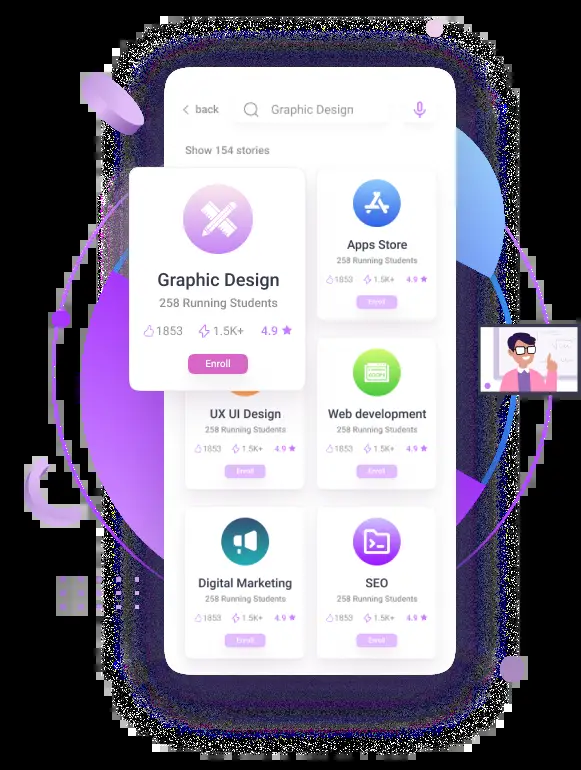 back
Graphic Design
Show 154 stories
Graphic Design
258 Running Students
1853 1.5K+ 4.9
Enroll
Apps Store
258 Running Students
1853 1.5K+ 4.9
Enroll
UX UI Design
258 Running Students
1853 1.5K+ 4.9
Enroll
Web development
258 Running Students
1853 1.5K+ 4.9
Enroll
Digital Marketing
258 Running Students
1853 1.5K+ 4.9
Enroll
SEO
258 Running Students
1853 1.5K+ 4.9
Enroll